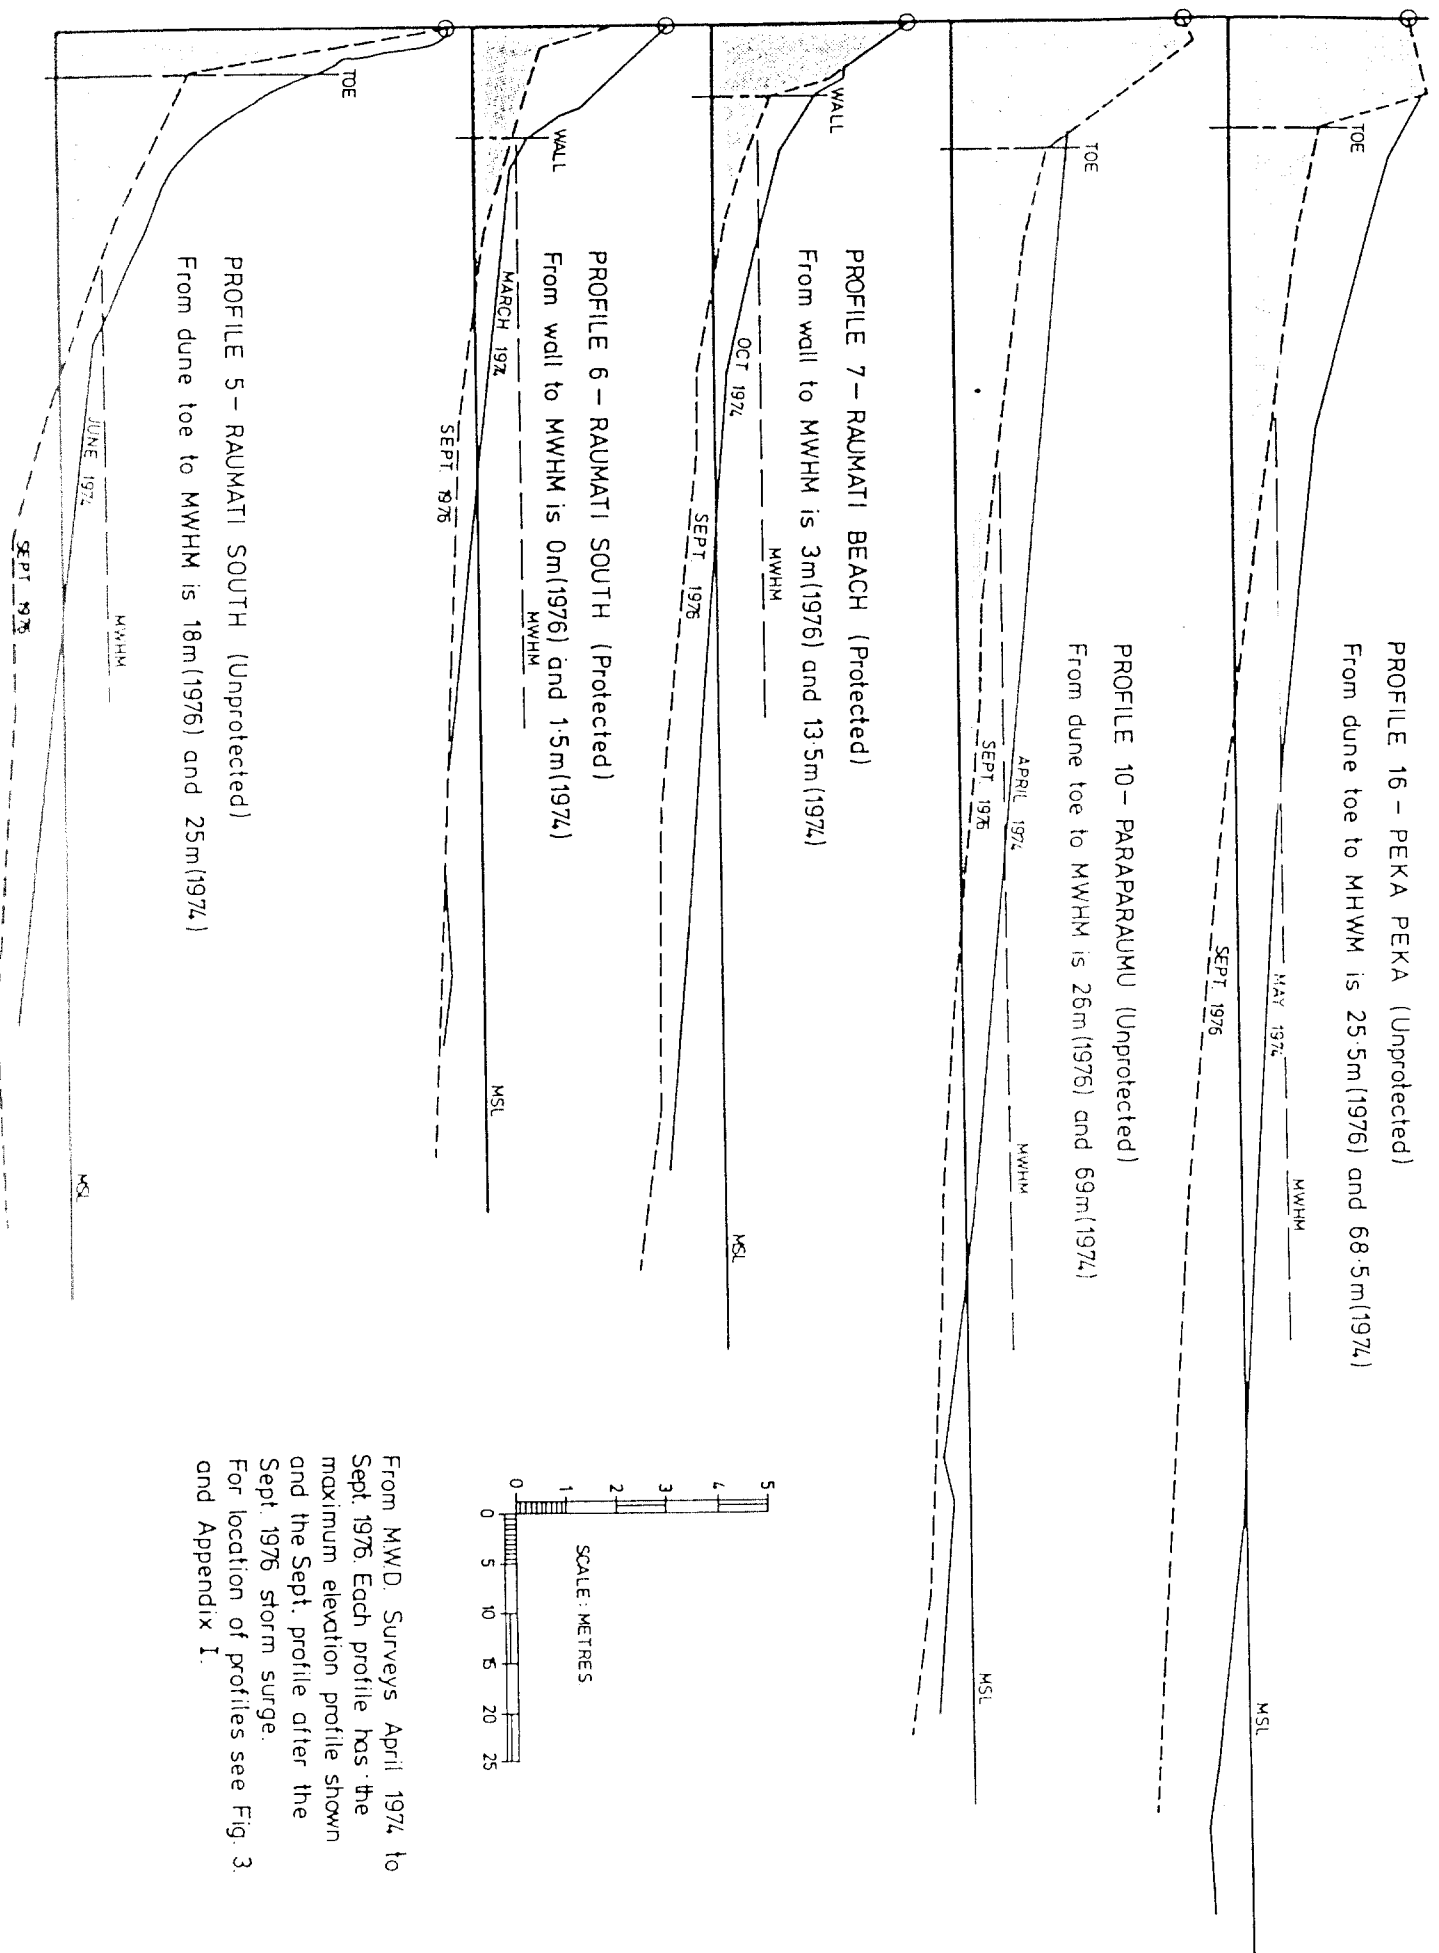 PROFILE 16 – PEKA PEKA (Unprotected)
From dune toe to MHWM is 25·5m(1976) and 68·5m(1974)
TOE
MWHM
MAY 1974
SEPT. 1976
MSL
PROFILE 10 – PARAPARAUMU (Unprotected)
From dune toe to MWHM is 26m(1976) and 69m(1974)
TOE
MWHM
APRIL 1974
SEPT. 1976
MSL
PROFILE 7 – RAUMATI BEACH (Protected)
From wall to MWHM is 3m(1976) and 13·5m(1974)
WALL
MWHM
OCT 1974
SEPT. 1976
MSL
PROFILE 6 – RAUMATI SOUTH (Protected)
From wall to MWHM is 0m(1976) and 1·5m(1974)
WALL
MWHM
MARCH 1974
SEPT. 1976
MSL
PROFILE 5 – RAUMATI SOUTH (Unprotected)
From dune toe to MWHM is 18m(1976) and 25m(1974)
TOE
MWHM
JUNE 1974
SEPT. 1976
MSL
5
4
3
2
1
0
0 5 10 15 20 25
SCALE : METRES
From M.W.D. Surveys April 1974 to
Sept. 1976. Each profile has the
maximum elevation profile shown
and the Sept. profile after the
Sept. 1976 storm surge.
For location of profiles see Fig. 3.
and Appendix I.